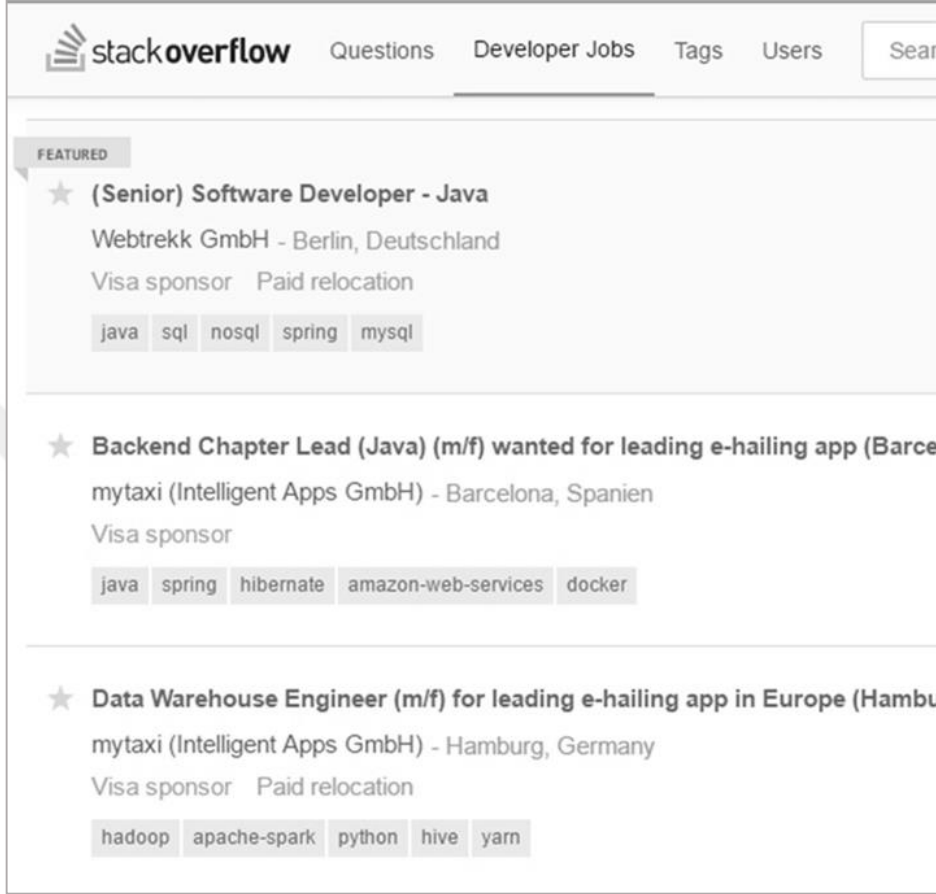 stackoverflow Questions Developer Jobs Tags Users Sear
FEATURED
(Senior) Software Developer - Java
Webtrekk GmbH - Berlin, Deutschland
Visa sponsor Paid relocation
java sql nosql spring mysql
Backend Chapter Lead (Java) (m/f) wanted for leading e-hailing app (Barce
mytaxi (Intelligent Apps GmbH) - Barcelona, Spanien
Visa sponsor
java spring hibernate amazon-web-services docker
Data Warehouse Engineer (m/f) for leading e-hailing app in Europe (Hambu
mytaxi (Intelligent Apps GmbH) - Hamburg, Germany
Visa sponsor Paid relocation
hadoop apache-spark python hive yarn